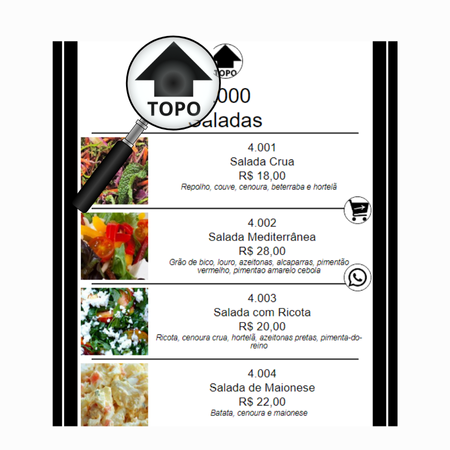 TOPO
TOPO
.000
Saladas
4.001
Salada Crua
R$ 18,00
Repolho, couve, cenoura, beterraba e hortelã
4.002
Salada Mediterrânea
R$ 28,00
Grão de bico, louro, azeitonas, alcaparras, pimentão
vermelho, pimentao amarelo cebola
4.003
Salada com Ricota
R$ 20,00
Ricota, cenoura crua, hortelã, azeitonas pretas, pimenta-do-
reino
4.004
Salada de Maionese
R$ 22,00
Batata, cenoura e maionese